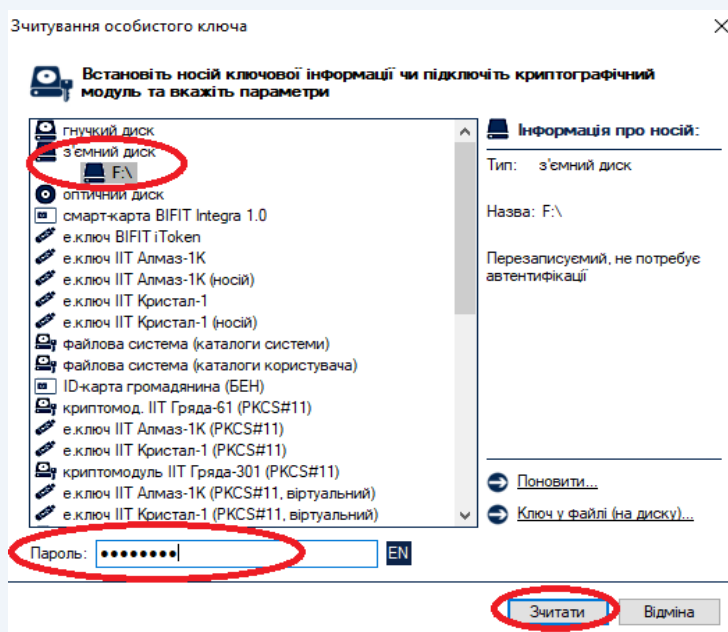 Зчитування особистого ключа
Встановіть носій ключової інформації чи підключіть криптографічний
модуль та вкажіть параметри
гнучкий диск
з'ємний диск
F:\
оптичний диск
смарт-карта BIFIT Integra 1.0
е.ключ BIFIT iToken
е.ключ ІІТ Алмаз-1К
е.ключ ІІТ Алмаз-1К (носій)
е.ключ ІІТ Кристал-1
е.ключ ІІТ Кристал-1 (носій)
файлова система (каталоги системи)
файлова система (каталоги користувача)
ID-карта громадянина (БЕН)
криптомод. ІІТ Гряда-61 (PKCS#11)
е.ключ ІІТ Алмаз-1К (PKCS#11)
е.ключ ІІТ Кристал-1 (PKCS#11)
криптомодуль ІІТ Гряда-301 (PKCS#11)
е.ключ ІІТ Алмаз-1К (PKCS#11, віртуальний)
е.ключ ІІТ Кристал-1 (PKCS#11, віртуальний)
Інформація про носій:
Тип: з'ємний диск
Назва: F:\
Перезаписуємий, не потребує
автентифікації
Поновити...
Ключ у файлі (на диску)...
Пароль: ●●●●●●●● EN
Зчитати Відміна